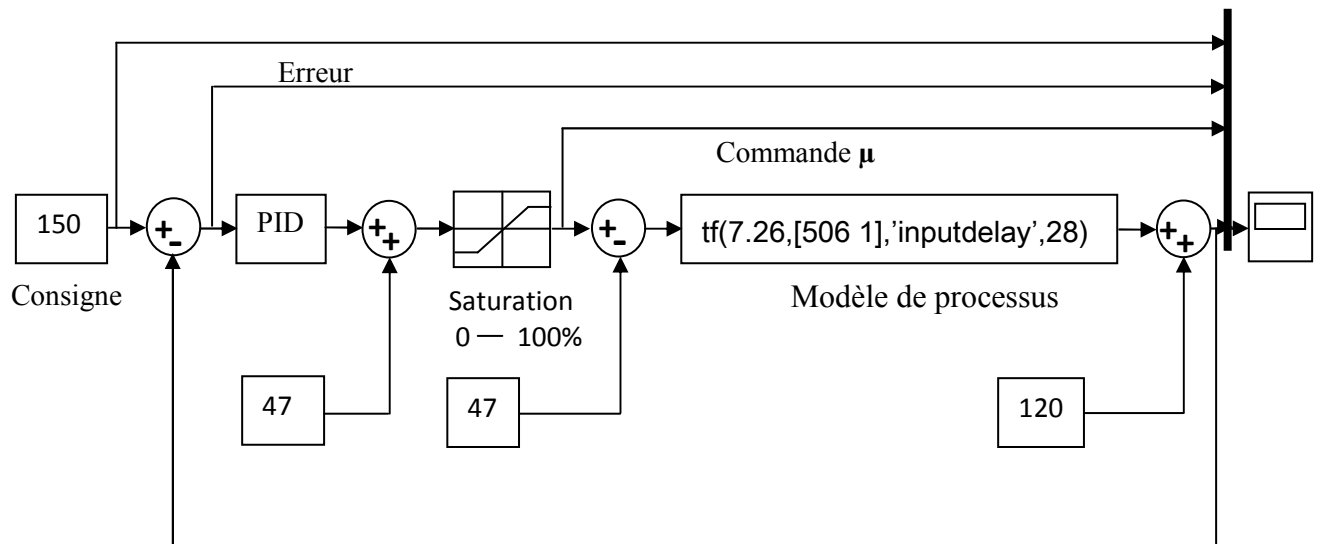 Erreur
Commande μ
150
+
-
PID
+
+
+
-
tf(7.26,[506 1],'inputdelay',28)
+
+
Consigne
Saturation
0 — 100%
Modèle de processus
47
47
120